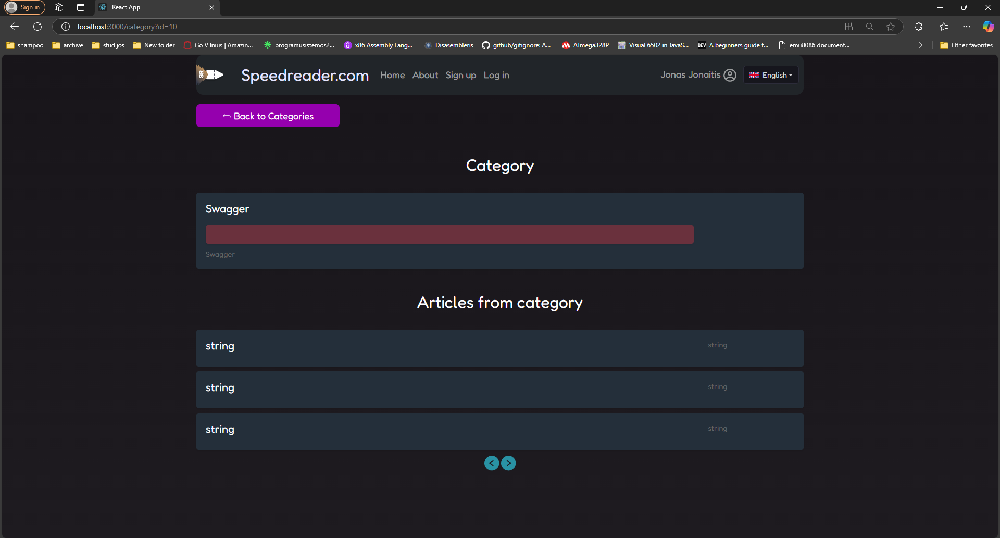 Sign in
React App
localhost:3000/category?id=10
shampoo archive studijos New folder Go Vilnius | Amazin... programusistemos2... x86 Assembly Lang... Disasembleris github/gitignore: A... ATmega328P Visual 6502 in JavaS... DEV A beginners guide t... emu8086 document... Other favorites
SR Speedreader.com Home About Sign up Log in Jonas Jonaitis English
Back to Categories
Category
Swagger
Swagger
Articles from category
string string
string string
string string